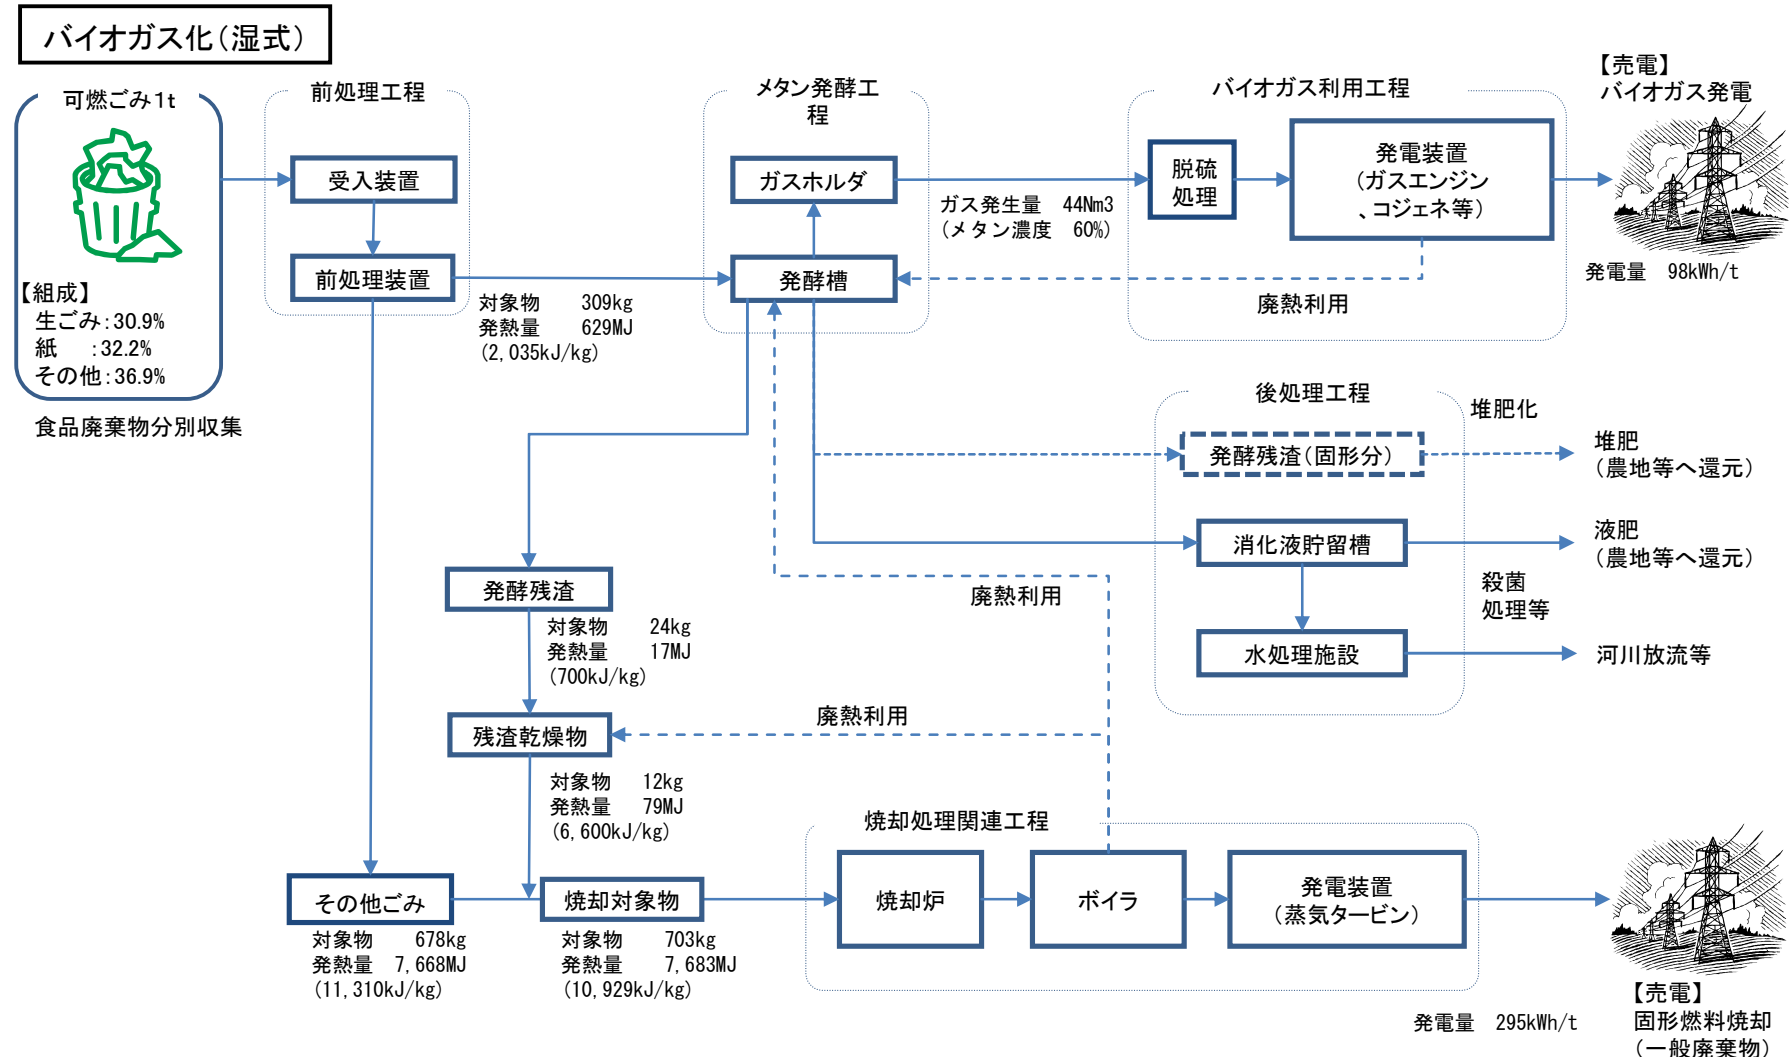 バイオガス化（湿式）
可燃ごみ1t
【組成】
生ごみ：30.9%
紙　　：32.2%
その他：36.9%
食品廃棄物分別収集
前処理工程
受入装置
前処理装置
対象物　　309kg
発熱量　　629MJ
(2,035kJ/kg)
メタン発酵工
程
ガスホルダ
発酵槽
ガス発生量　44Nm3
(メタン濃度　60%)
バイオガス利用工程
脱硫
処理
発電装置
（ガスエンジン
、コジェネ等）
廃熱利用
【売電】
バイオガス発電
発電量　98kWh/t
後処理工程
堆肥化
発酵残渣（固形分）
堆肥
（農地等へ還元）
消化液貯留槽
液肥
（農地等へ還元）
殺菌
処理等
水処理施設
河川放流等
廃熱利用
発酵残渣
対象物　　24kg
発熱量　　17MJ
(700kJ/kg)
廃熱利用
残渣乾燥物
対象物　　12kg
発熱量　　79MJ
(6,600kJ/kg)
その他ごみ
対象物　　678kg
発熱量　7,668MJ
(11,310kJ/kg)
焼却対象物
対象物　　703kg
発熱量　　7,683MJ
(10,929kJ/kg)
焼却処理関連工程
焼却炉
ボイラ
発電装置
（蒸気タービン）
発電量　295kWh/t
【売電】
固形燃料焼却
（一般廃棄物）